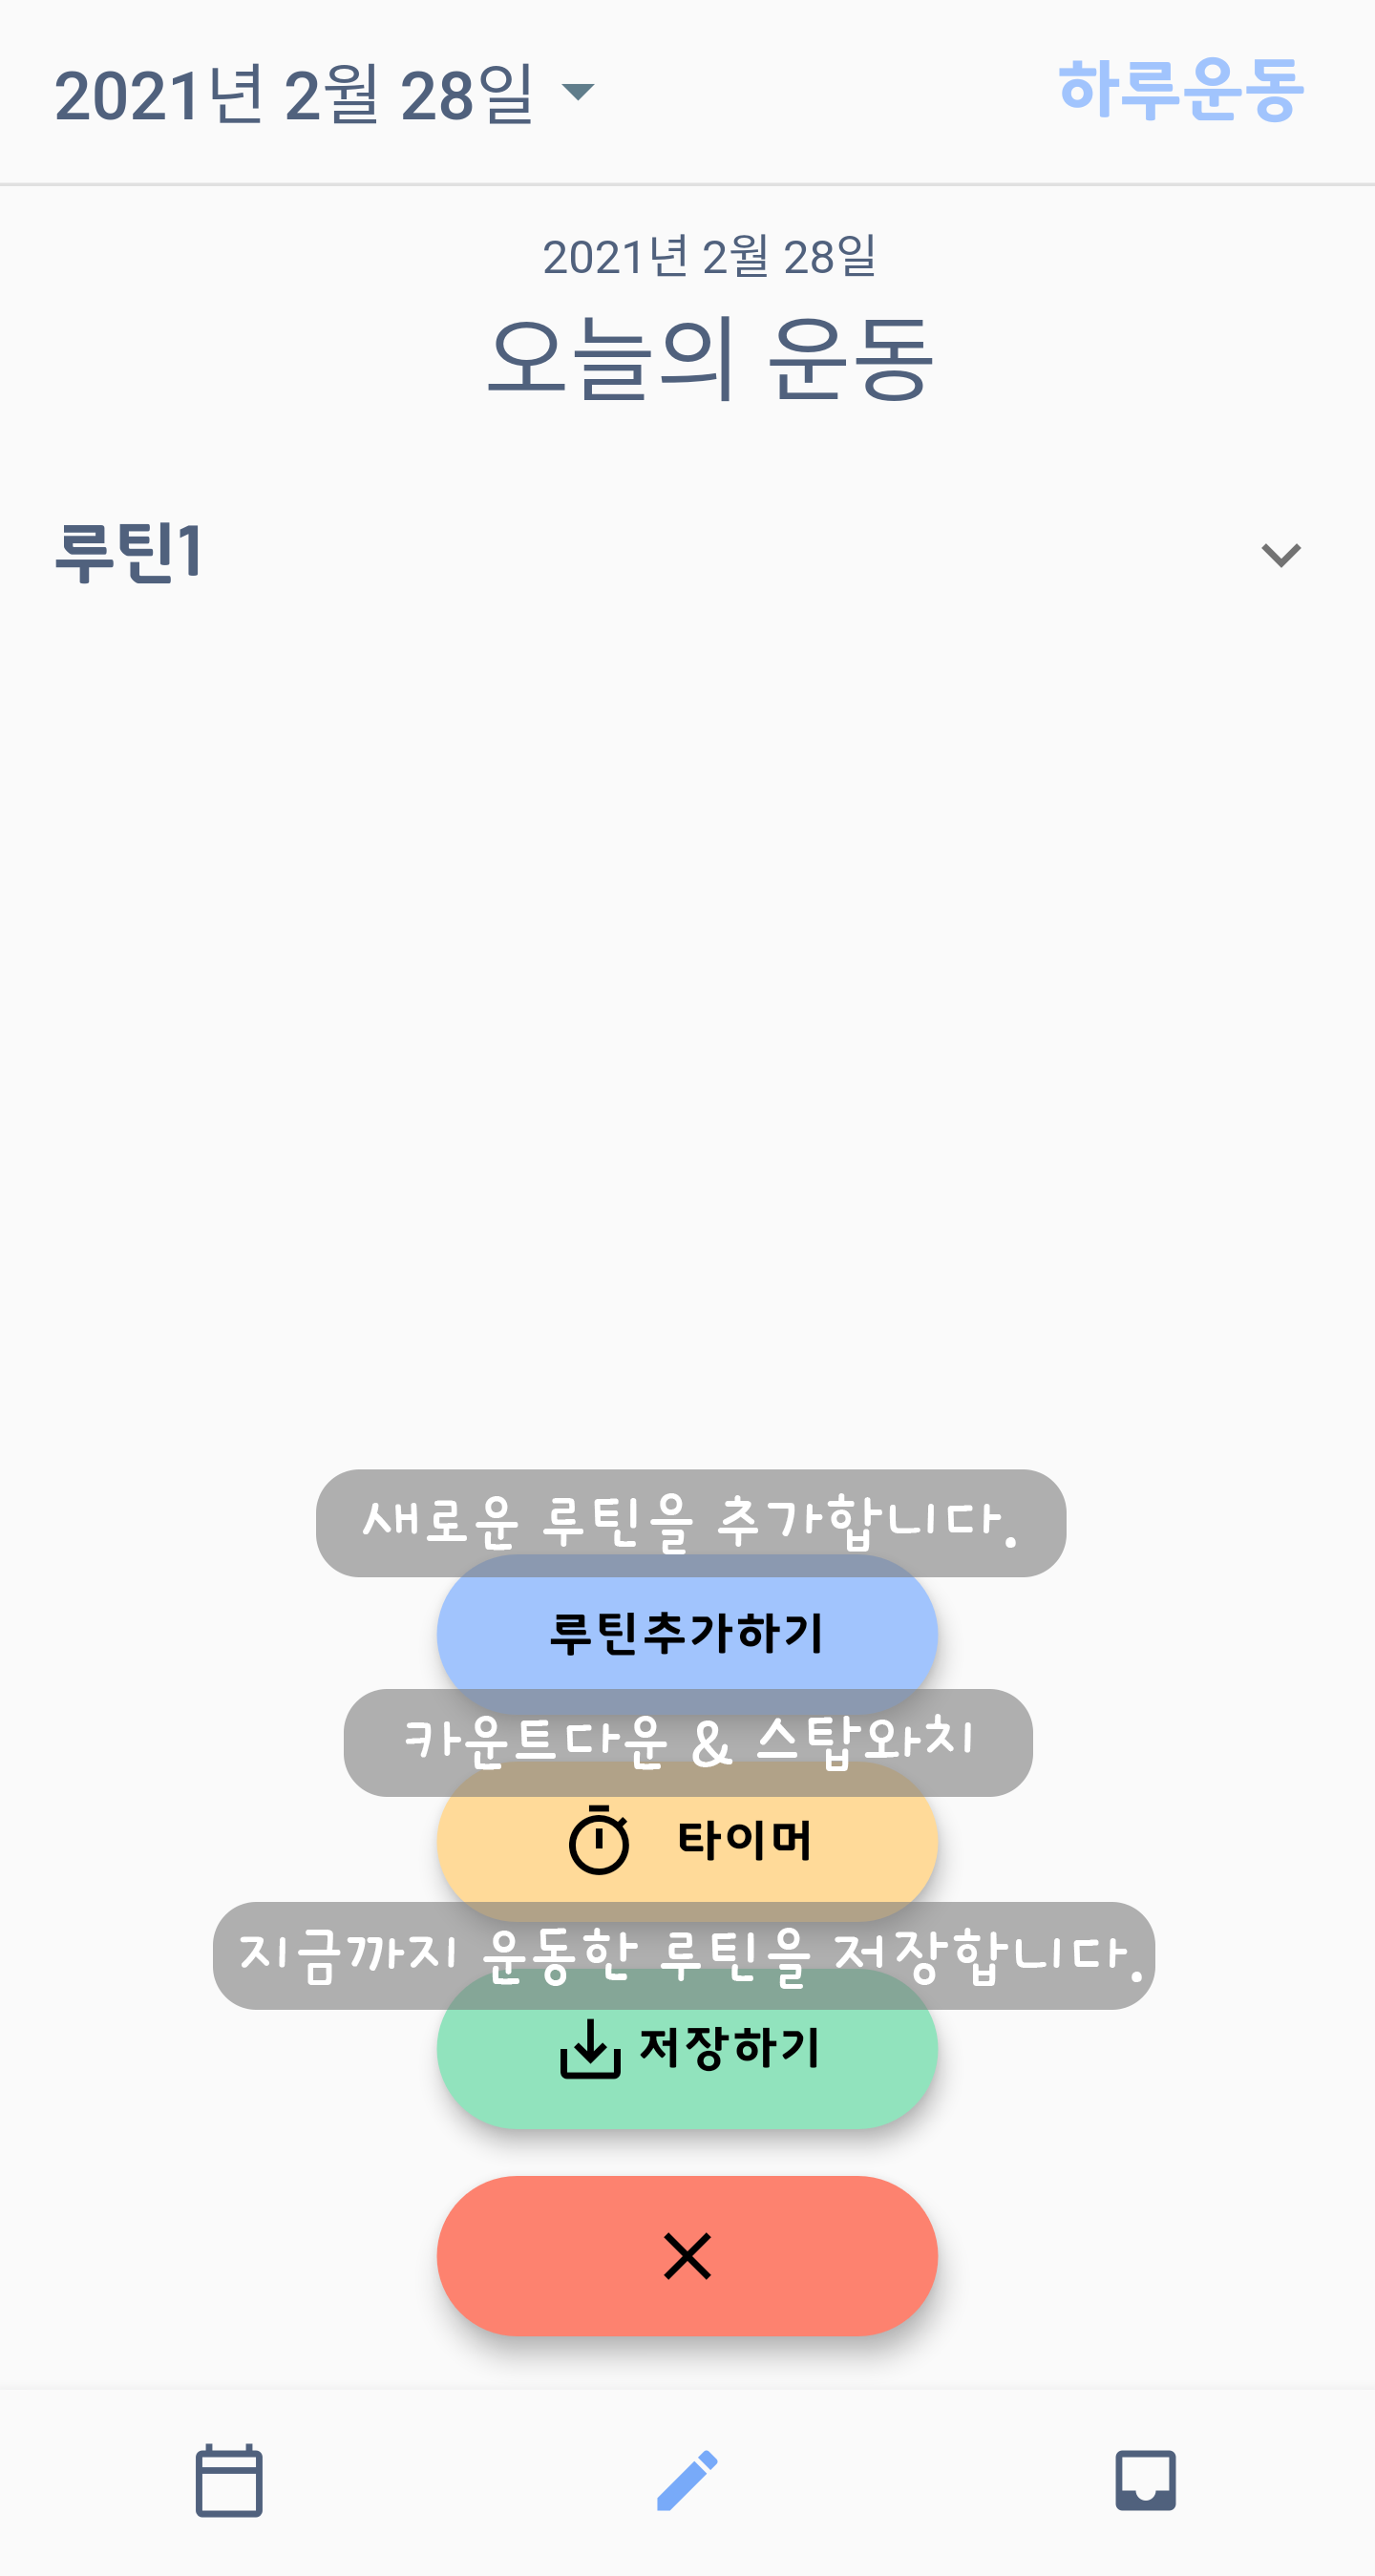 2021년 2월 28일
하루운동
2021년 2월 28일
오늘의 운동
루틴1
새로운 루틴을 추가합니다.
루틴추가하기
카운트다운 & 스탑와치
타이머
지금까지 운동한 루틴을 저장합니다.
저장하기